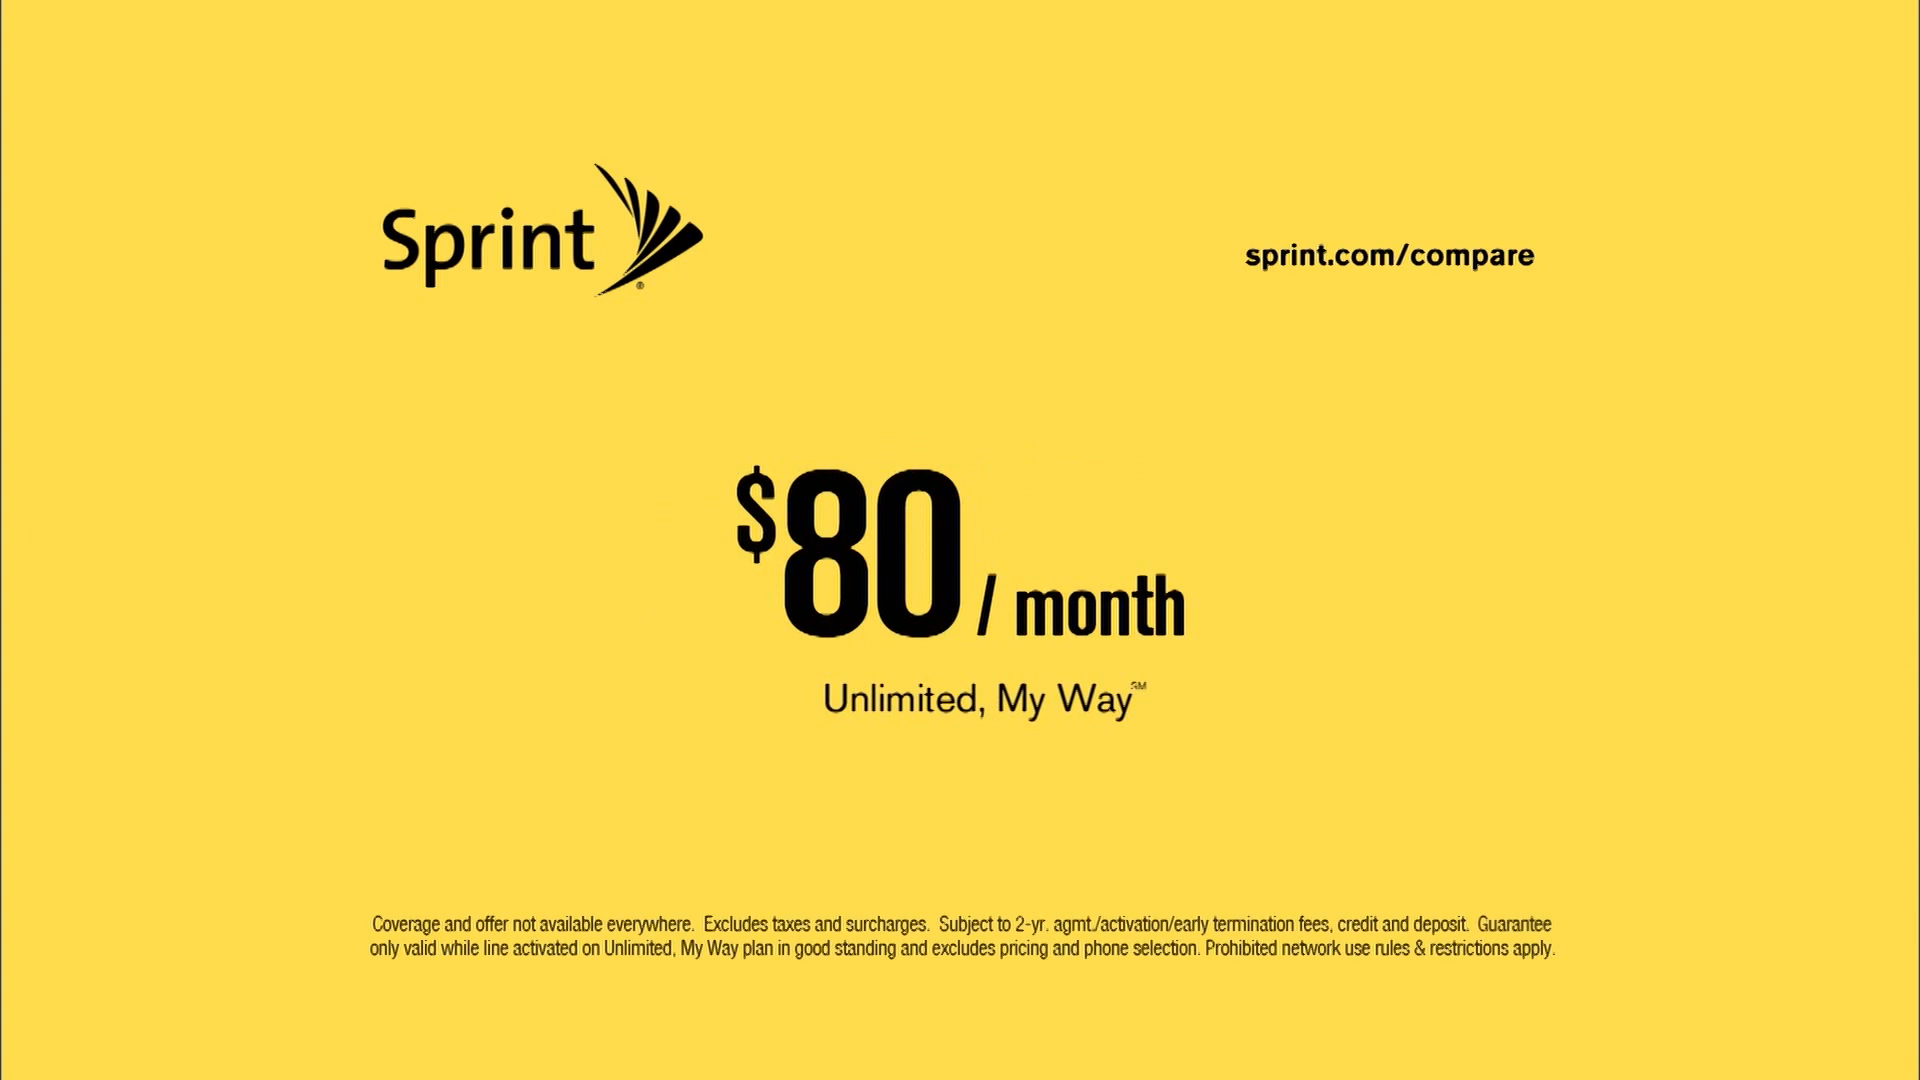 Sprint ®
sprint.com/compare
$80 / month
Unlimited, My Way℠
Coverage and offer not available everywhere. Excludes taxes and surcharges. Subject to 2-yr. agmt./activation/early termination fees, credit and deposit. Guarantee
only valid while line activated on Unlimited, My Way plan in good standing and excludes pricing and phone selection. Prohibited network use rules & restrictions apply.